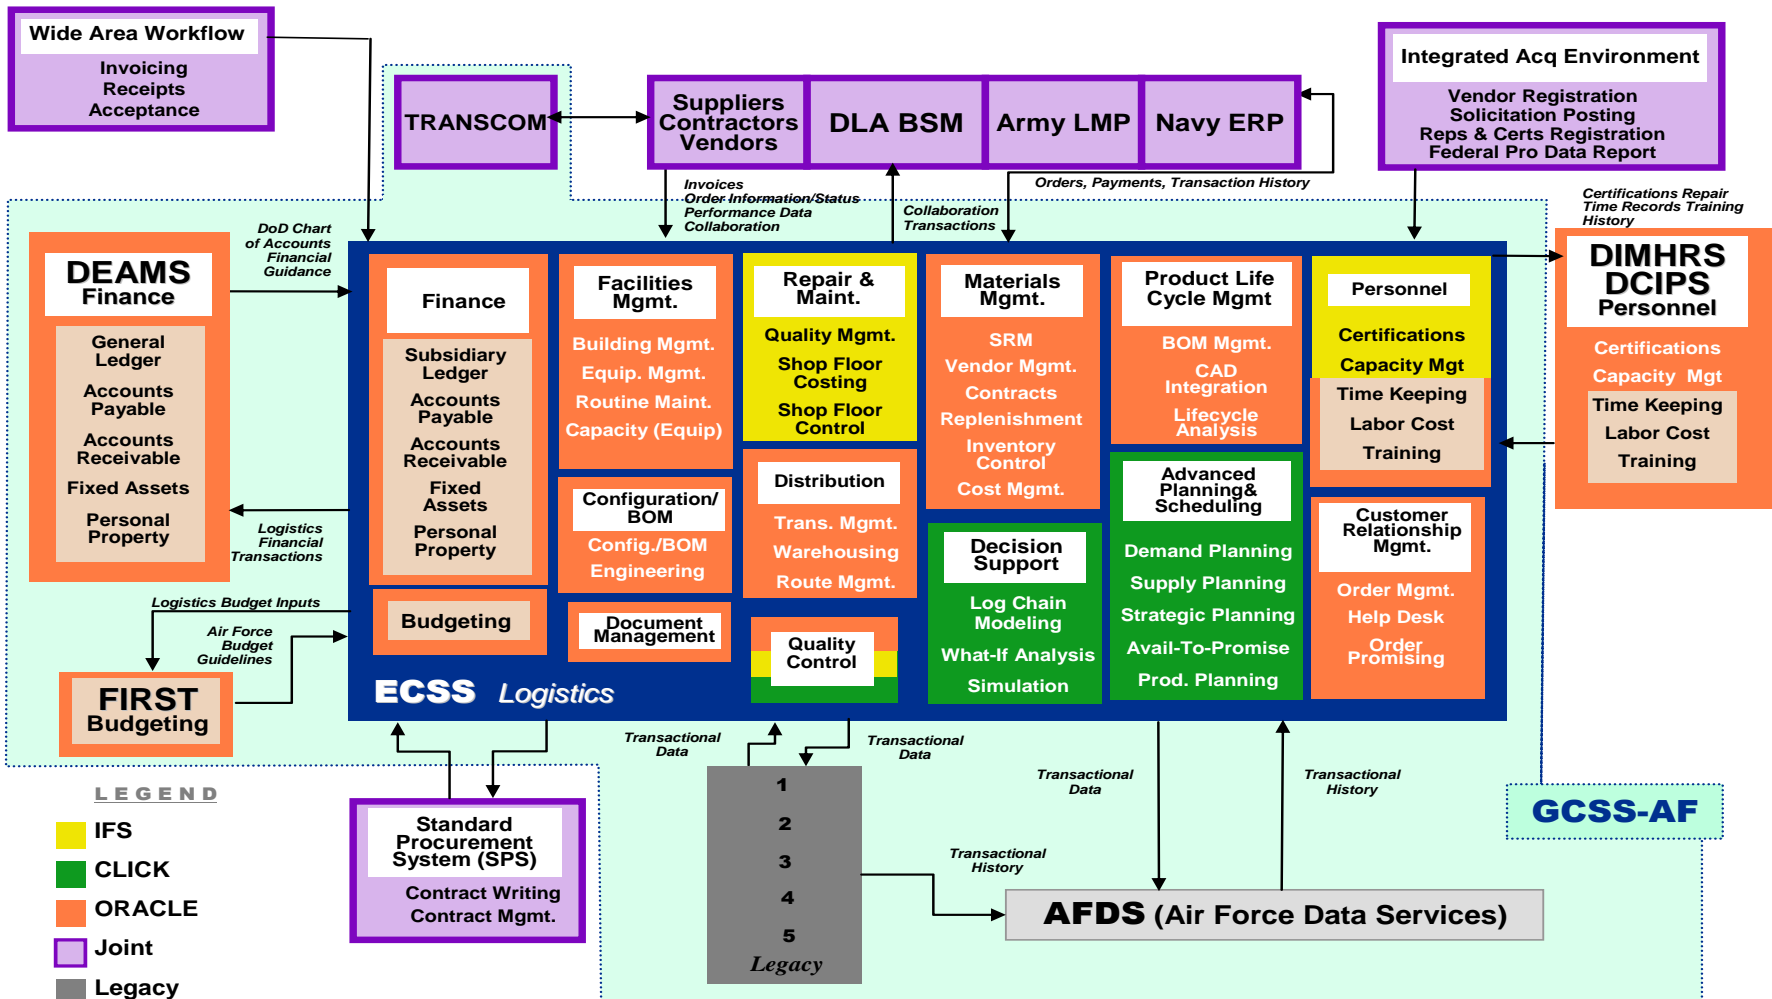 Wide Area Workflow
Invoicing
Receipts
Acceptance
TRANSCOM
Suppliers
Contractors
Vendors
DLA BSM
Army LMP
Navy ERP
Integrated Acq Environment
Vendor Registration
Solicitation Posting
Reps & Certs Registration
Federal Pro Data Report
Invoices
Order Information/Status
Performance Data
Collaboration
Collaboration
Transactions
Orders, Payments, Transaction History
Certifications Repair
Time Records Training
History
DoD Chart
of Accounts
Financial
Guidance
DEAMS
Finance
General
Ledger
Accounts
Payable
Accounts
Receivable
Fixed Assets
Personal
Property
Logistics
Financial
Transactions
Finance
Subsidiary
Ledger
Accounts
Payable
Accounts
Receivable
Fixed
Assets
Personal
Property
Budgeting
Facilities
Mgmt.
Building Mgmt.
Equip. Mgmt.
Routine Maint.
Capacity (Equip)
Configuration/
BOM
Config./BOM
Engineering
Document
Management
Repair &
Maint.
Quality Mgmt.
Shop Floor
Costing
Shop Floor
Control
Distribution
Trans. Mgmt.
Warehousing
Route Mgmt.
Quality
Control
Materials
Mgmt.
SRM
Vendor Mgmt.
Contracts
Replenishment
Inventory
Control
Cost Mgmt.
Decision
Support
Log Chain
Modeling
What-If Analysis
Simulation
Product Life
Cycle Mgmt
BOM Mgmt.
CAD
Integration
Lifecycle
Analysis
Advanced
Planning&
Scheduling
Demand Planning
Supply Planning
Strategic Planning
Avail-To-Promise
Prod. Planning
Personnel
Certifications
Capacity Mgt
Time Keeping
Labor Cost
Training
Customer
Relationship
Mgmt.
Order Mgmt.
Help Desk
Order
Promising
DIMHRS
DCIPS
Personnel
Certifications
Capacity Mgt
Time Keeping
Labor Cost
Training
ECSS Logistics
Logistics Budget Inputs
Air Force
Budget
Guidelines
FIRST
Budgeting
Transactional
Data
Transactional
Data
Transactional
Data
Transactional
History
GCSS-AF
LEGEND
IFS
CLICK
ORACLE
Joint
Legacy
Standard
Procurement
System (SPS)
Contract Writing
Contract Mgmt.
1
2
3
4
5
Legacy
Transactional
History
AFDS (Air Force Data Services)